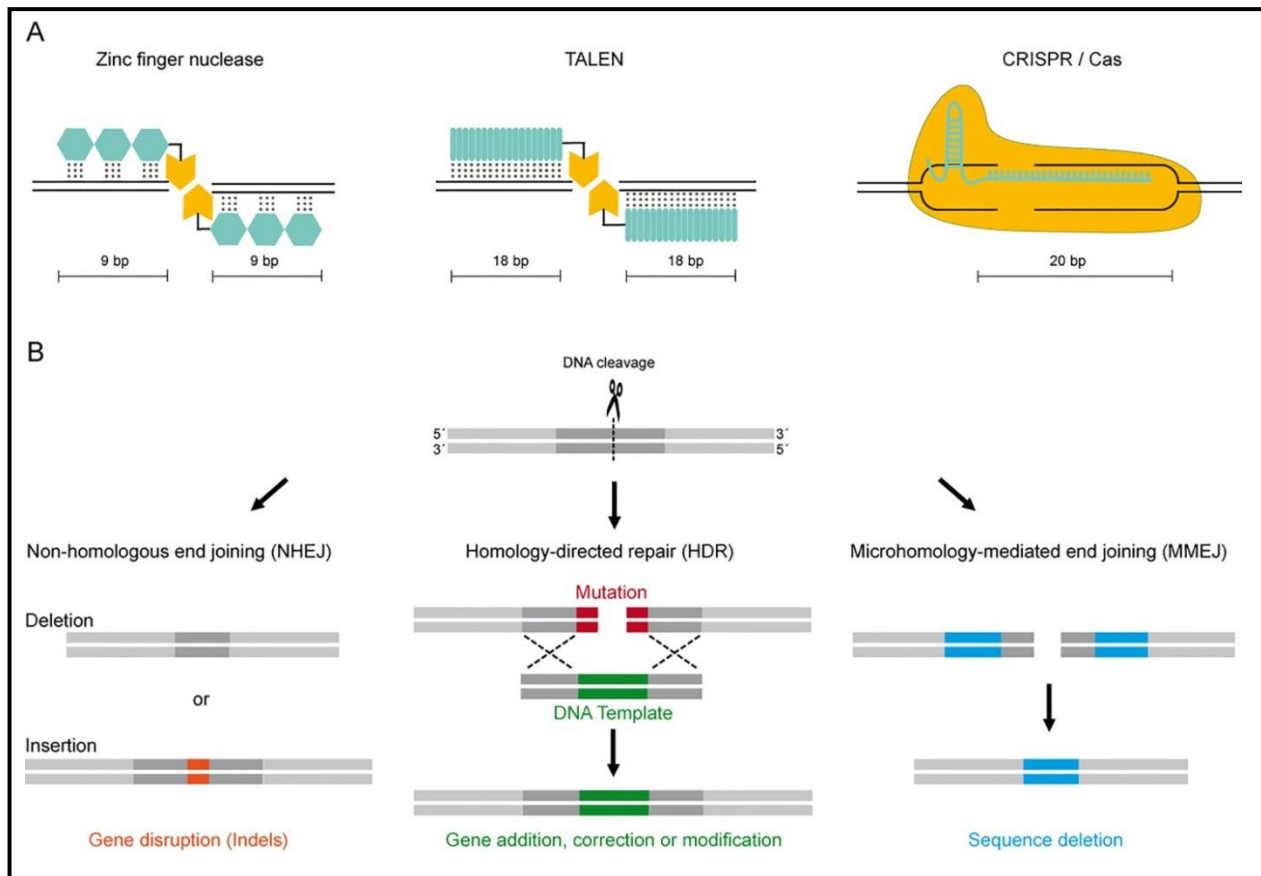 A
Zinc finger nuclease
TALEN
CRISPR / Cas
9 bp
9 bp
18 bp
18 bp
20 bp
B
DNA cleavage
5´
3´
3´
5´
Non-homologous end joining (NHEJ)
Homology-directed repair (HDR)
Microhomology-mediated end joining (MMEJ)
Deletion
or
Insertion
Gene disruption (Indels)
Mutation
DNA Template
Gene addition, correction or modification
Sequence deletion